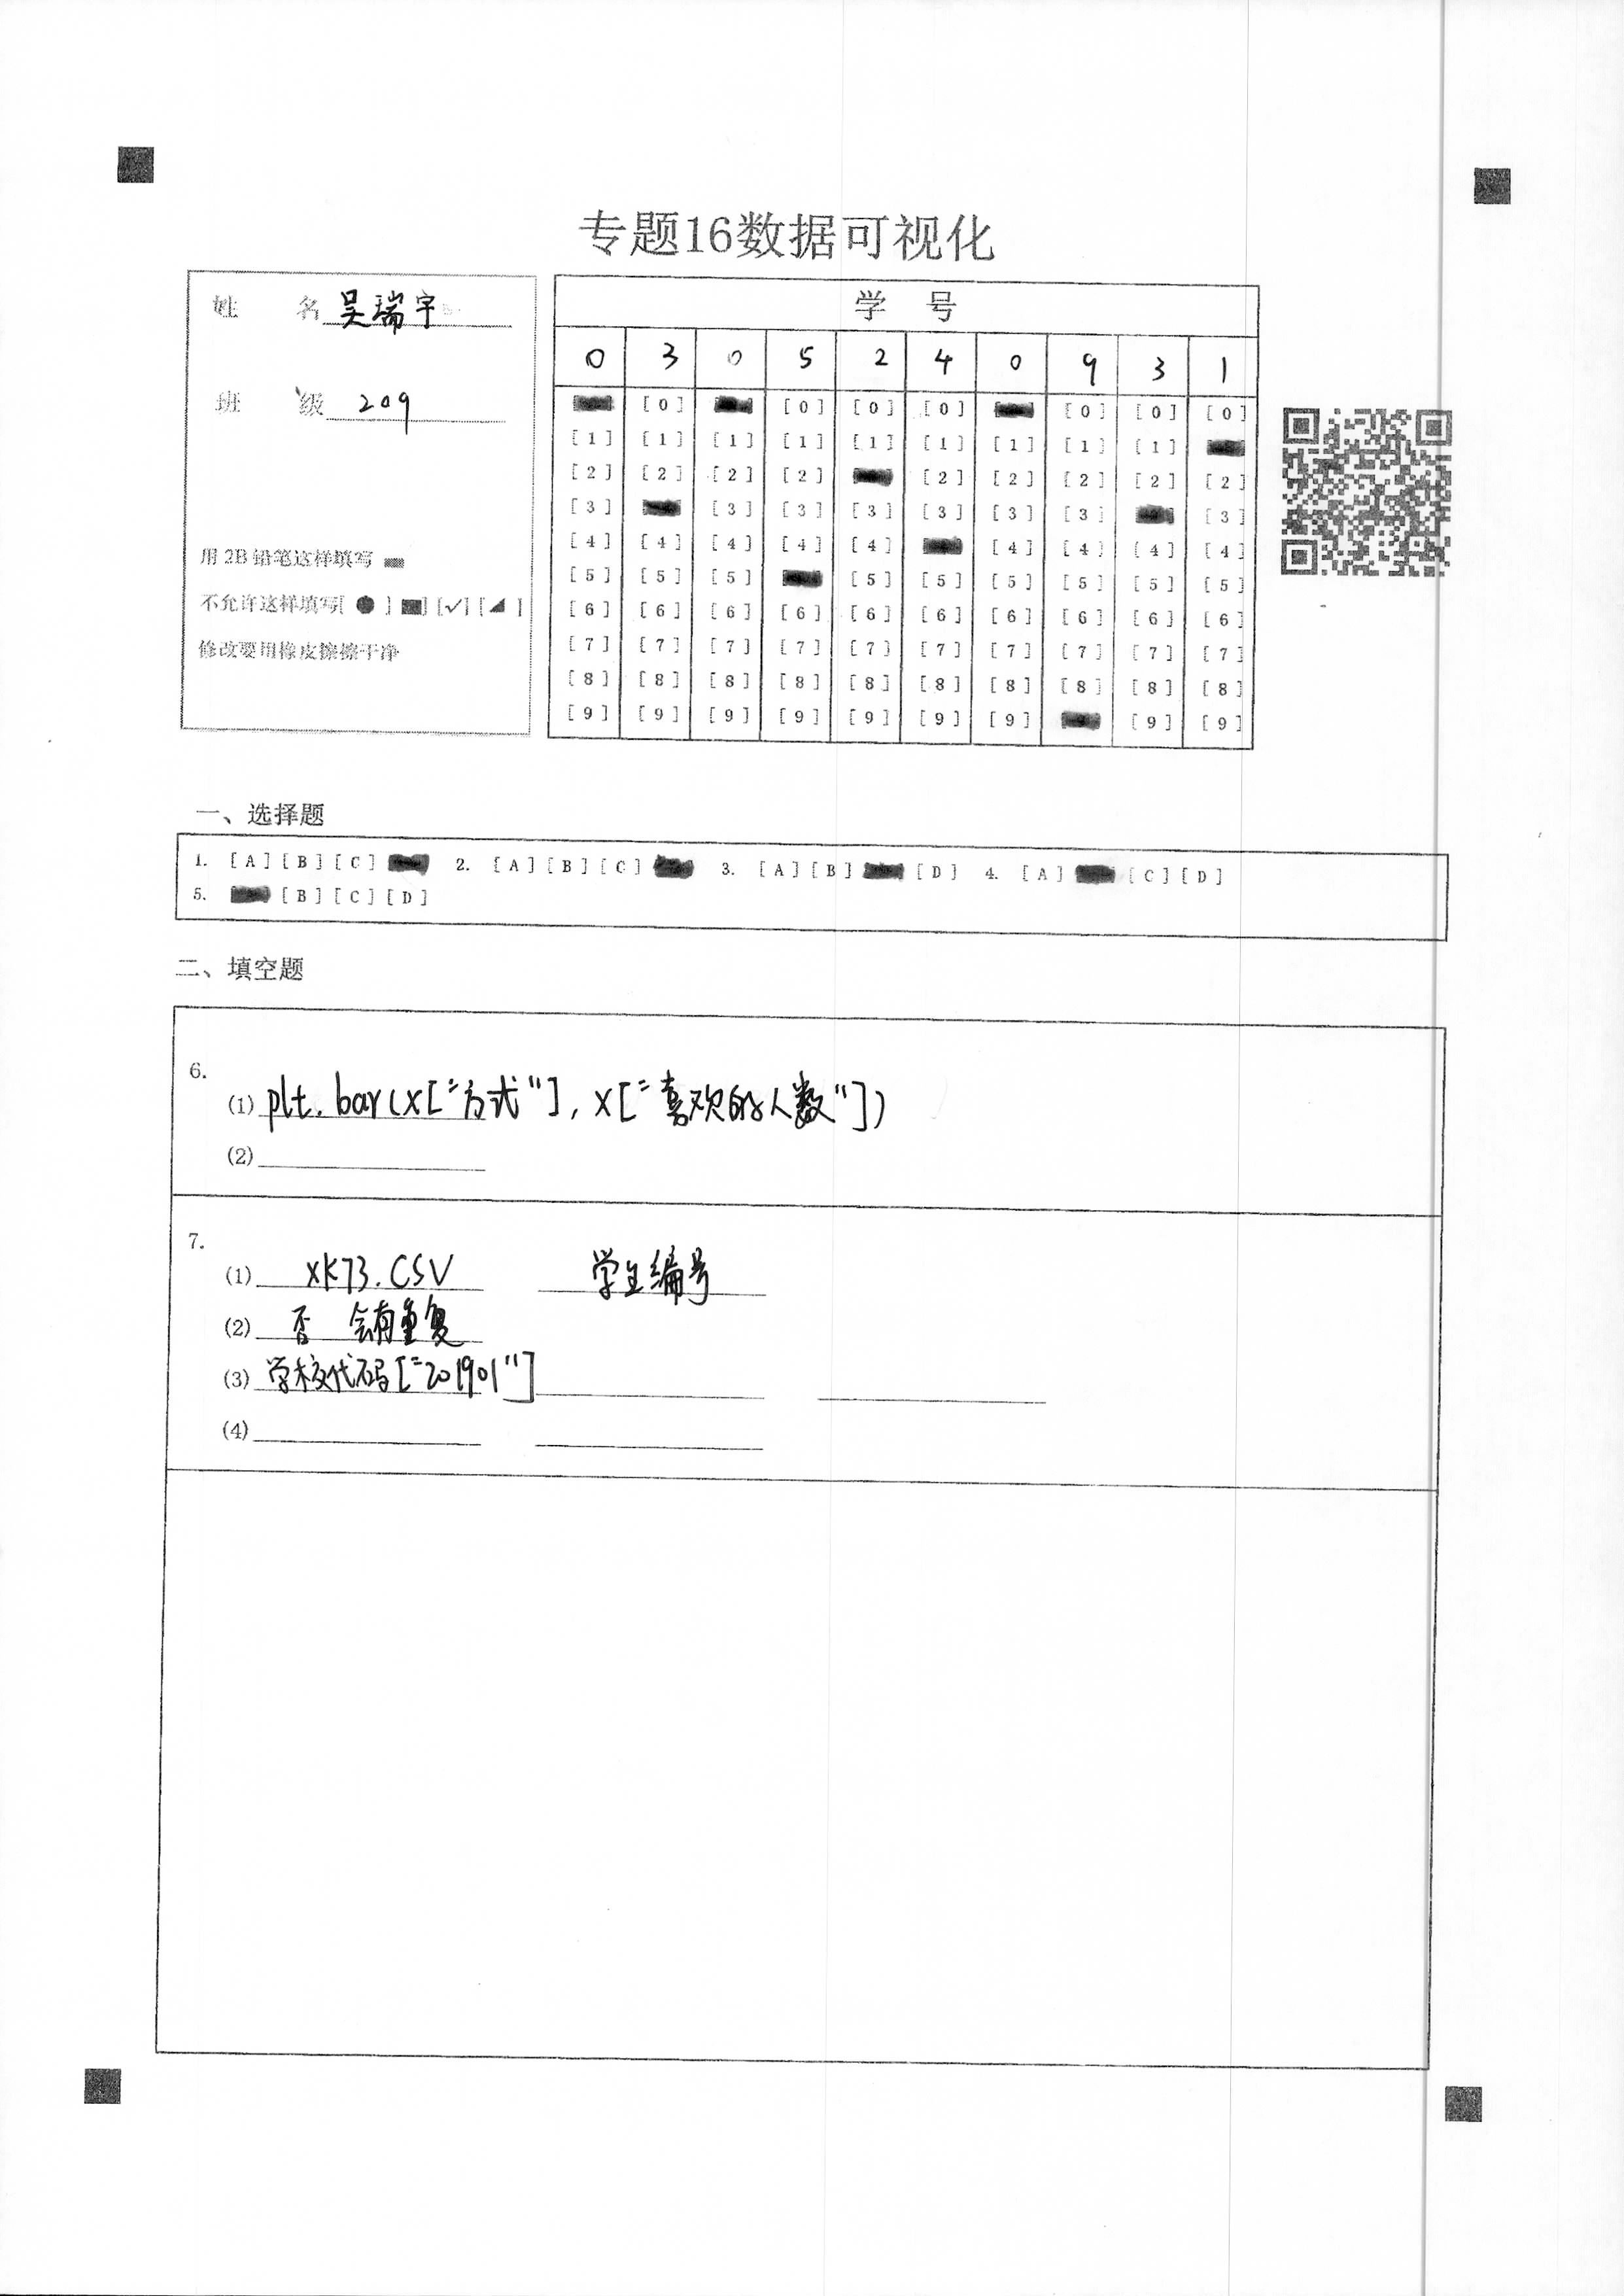 专题16数据可视化
姓 名 吴瑞宇
班 级 209
用 2B 铅笔这样填写
不允许这样填写[ ● ] [■] [✓] [◢ ]
修改要用橡皮擦擦干净
学 号
0 3 0 5 2 4 0 9 3 1
[0] [0] [0] [0] [0] [0] [0]
[1] [1] [1] [1] [1] [1] [1] [1] [1]
[2] [2] [2] [2] [2] [2] [2] [2] [2]
[3] [3] [3] [3] [3] [3] [3] [3]
[4] [4] [4] [4] [4] [4] [4] [4] [4]
[5] [5] [5] [5] [5] [5] [5] [5] [5]
[6] [6] [6] [6] [6] [6] [6] [6] [6] [6]
[7] [7] [7] [7] [7] [7] [7] [7] [7] [7]
[8] [8] [8] [8] [8] [8] [8] [8] [8] [8]
[9] [9] [9] [9] [9] [9] [9] [9] [9]
一、选择题
1. [A] [B] [C] 2. [A] [B] [C] 3. [A] [B] [D] 4. [A] [C] [D]
5. [B] [C] [D]
二、填空题
6.
(1) plt.bar(x["方式"], x["喜欢的人数"])
(2)
7.
(1) xk73.CSV 学生编号
(2) 否 会有重复
(3) 学校代码["201901"]
(4)